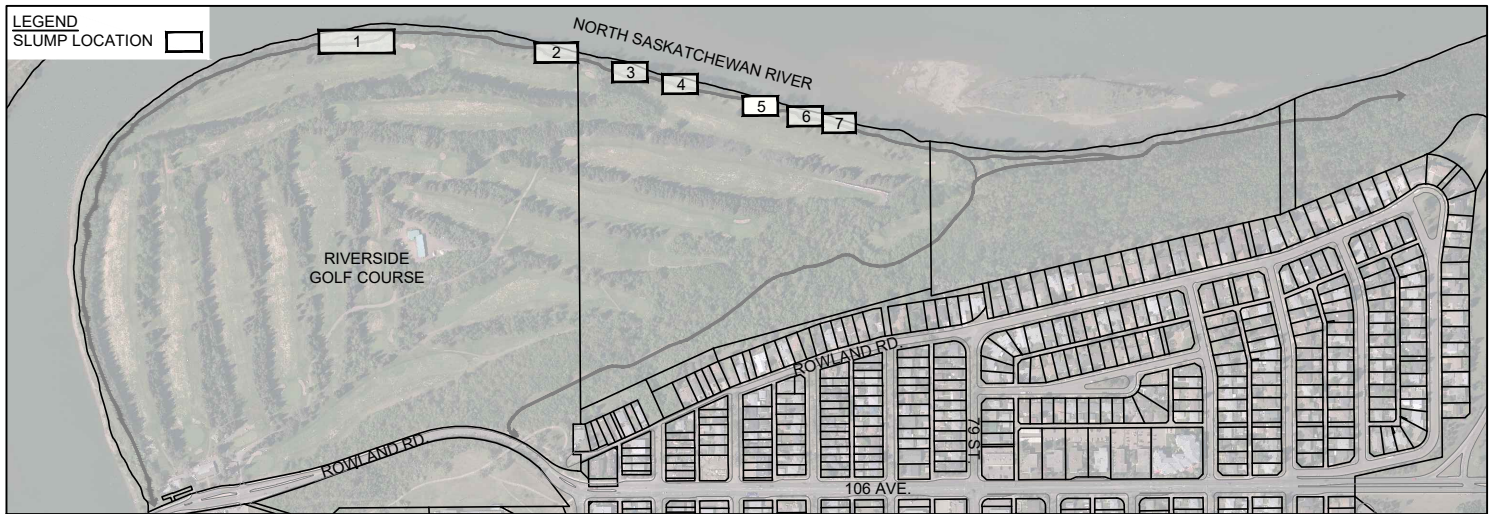 LEGEND
SLUMP LOCATION
1
2
NORTH SASKATCHEWAN RIVER
3
4
5
6
7
RIVERSIDE
GOLF COURSE
ROWLAND RD.
ROWLAND RD.
79 ST.
106 AVE.